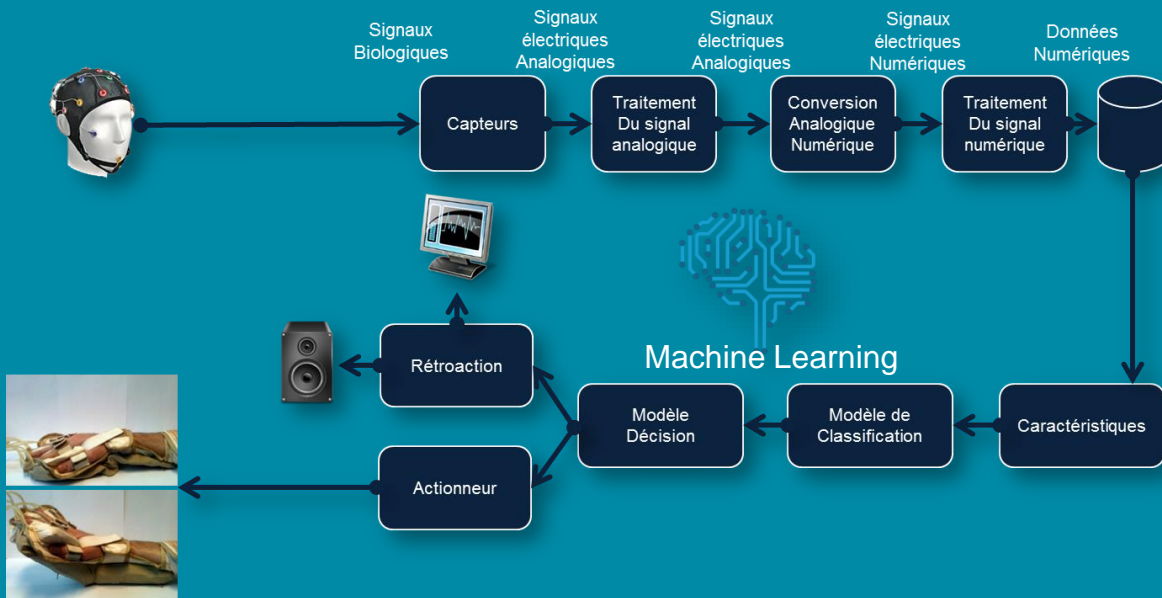 Signaux
Biologiques
Signaux
électriques
Analogiques
Signaux
électriques
Analogiques
Signaux
électriques
Numériques
Données
Numériques
Capteurs
Traitement
Du signal
analogique
Conversion
Analogique
Numérique
Traitement
Du signal
numérique
Machine Learning
Rétroaction
Modèle
Décision
Modèle de
Classification
Caractéristiques
Actionneur